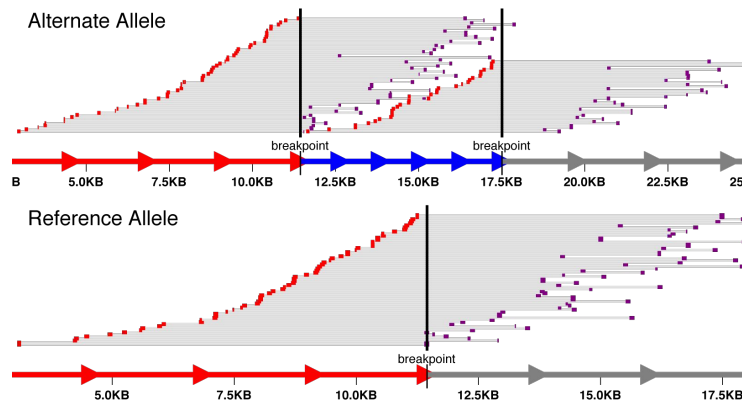 Alternate Allele
breakpoint breakpoint
B 5.0KB 7.5KB 10.0KB 12.5KB 15.0KB 17.5KB 20.0KB 22.5KB 25
Reference Allele
breakpoint
5.0KB 7.5KB 10.0KB 12.5KB 15.0KB 17.5KB